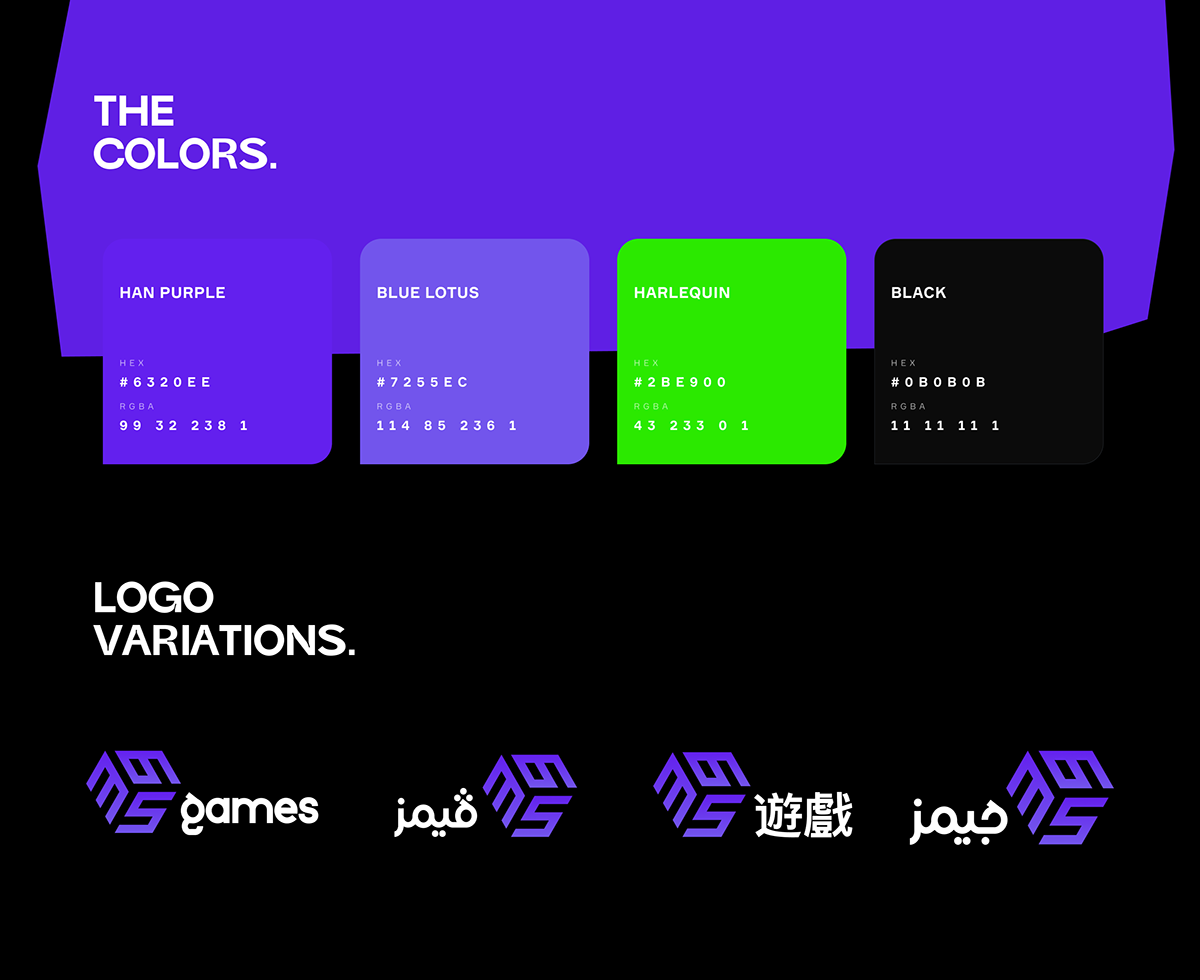 THE
COLORS.
HAN PURPLE
HEX
#6320EE
RGBA
99 32 238 1
BLUE LOTUS
HEX
#7255EC
RGBA
114 85 236 1
HARLEQUIN
HEX
#2BE900
RGBA
43 233 0 1
BLACK
HEX
#0B0B0B
RGBA
11 11 11 1
LOGO
VARIATIONS.
games
ڤيمز
遊戲
جيمز